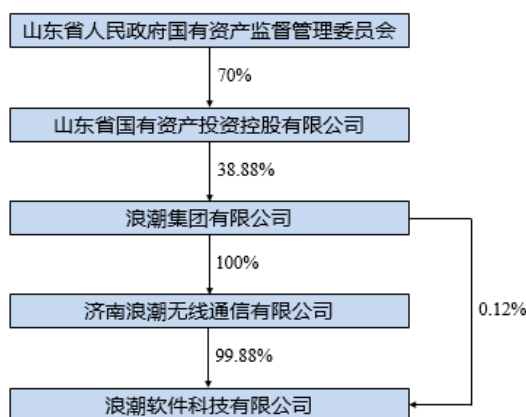 山东省人民政府国有资产监督管理委员会
70%
山东省国有资产投资控股有限公司
38.88%
浪潮集团有限公司
100%
济南浪潮无线通信有限公司
0.12%
99.88%
浪潮软件科技有限公司